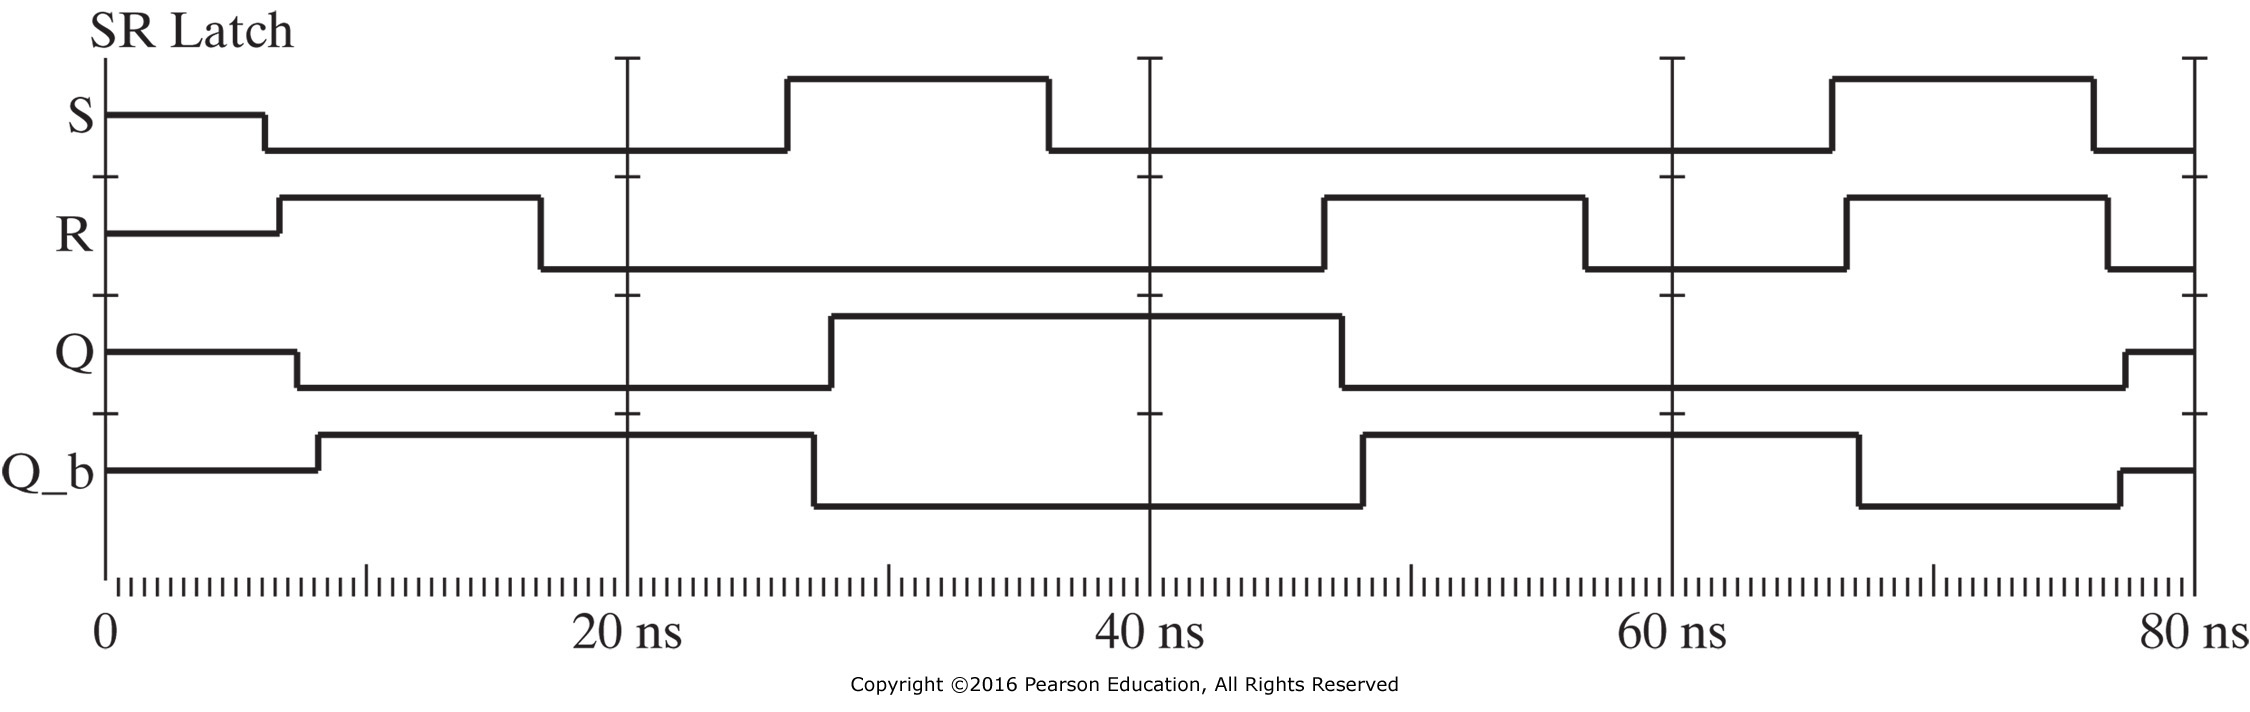 SR Latch
S
R
Q
Q_b
0 20 ns 40 ns 60 ns 80 ns
Copyright ©2016 Pearson Education, All Rights Reserved